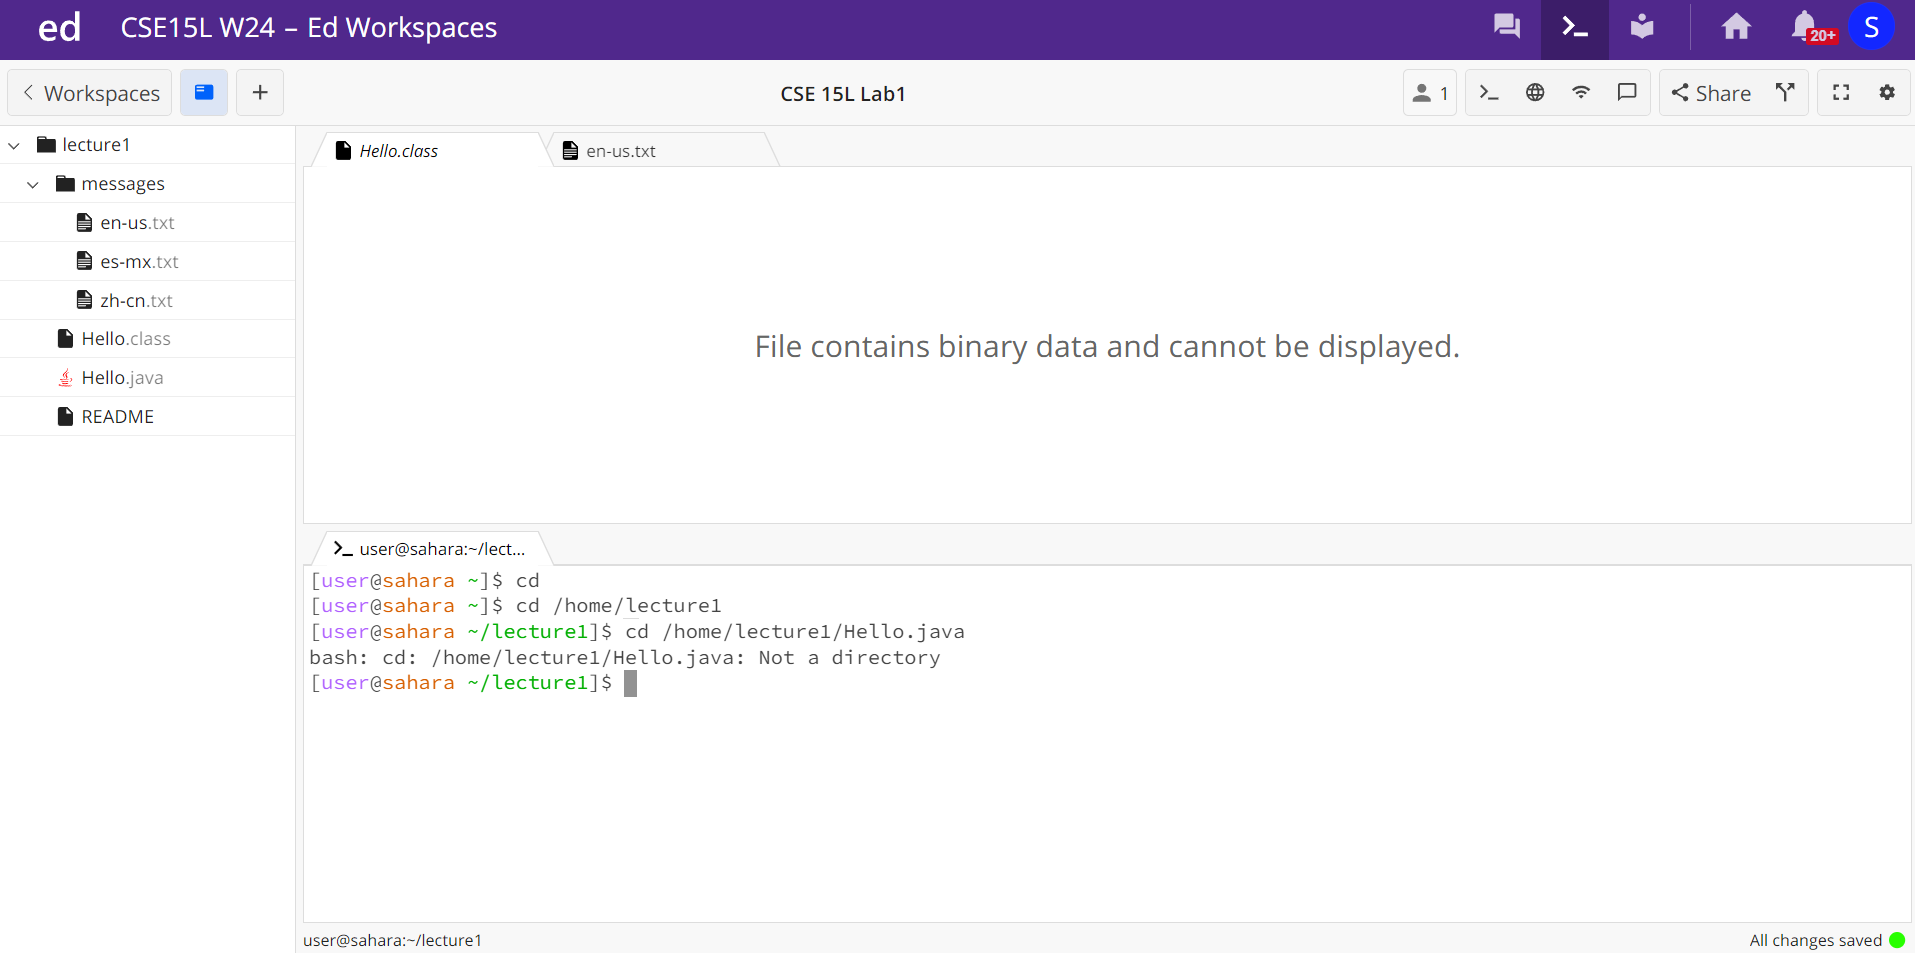 ed CSE15L W24 – Ed Workspaces 20+ S
Workspaces + CSE 15L Lab1 1 Share
lecture1
messages
en-us.txt
es-mx.txt
zh-cn.txt
Hello.class
Hello.java
README
Hello.class en-us.txt
File contains binary data and cannot be displayed.
user@sahara:~/lect...
[user@sahara ~]$ cd
[user@sahara ~]$ cd /home/lecture1
[user@sahara ~/lecture1]$ cd /home/lecture1/Hello.java
bash: cd: /home/lecture1/Hello.java: Not a directory
[user@sahara ~/lecture1]$
user@sahara:~/lecture1 All changes saved